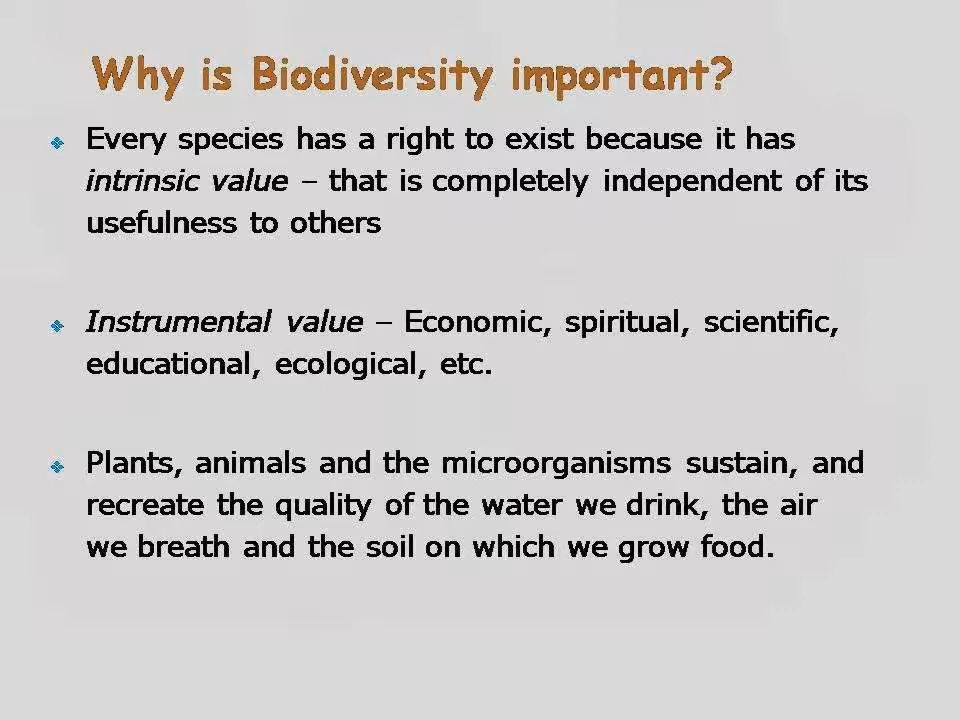 Why is Biodiversity important?
Every species has a right to exist because it has
intrinsic value – that is completely independent of its
usefulness to others
Instrumental value – Economic, spiritual, scientific,
educational, ecological, etc.
Plants, animals and the microorganisms sustain, and
recreate the quality of the water we drink, the air
we breath and the soil on which we grow food.